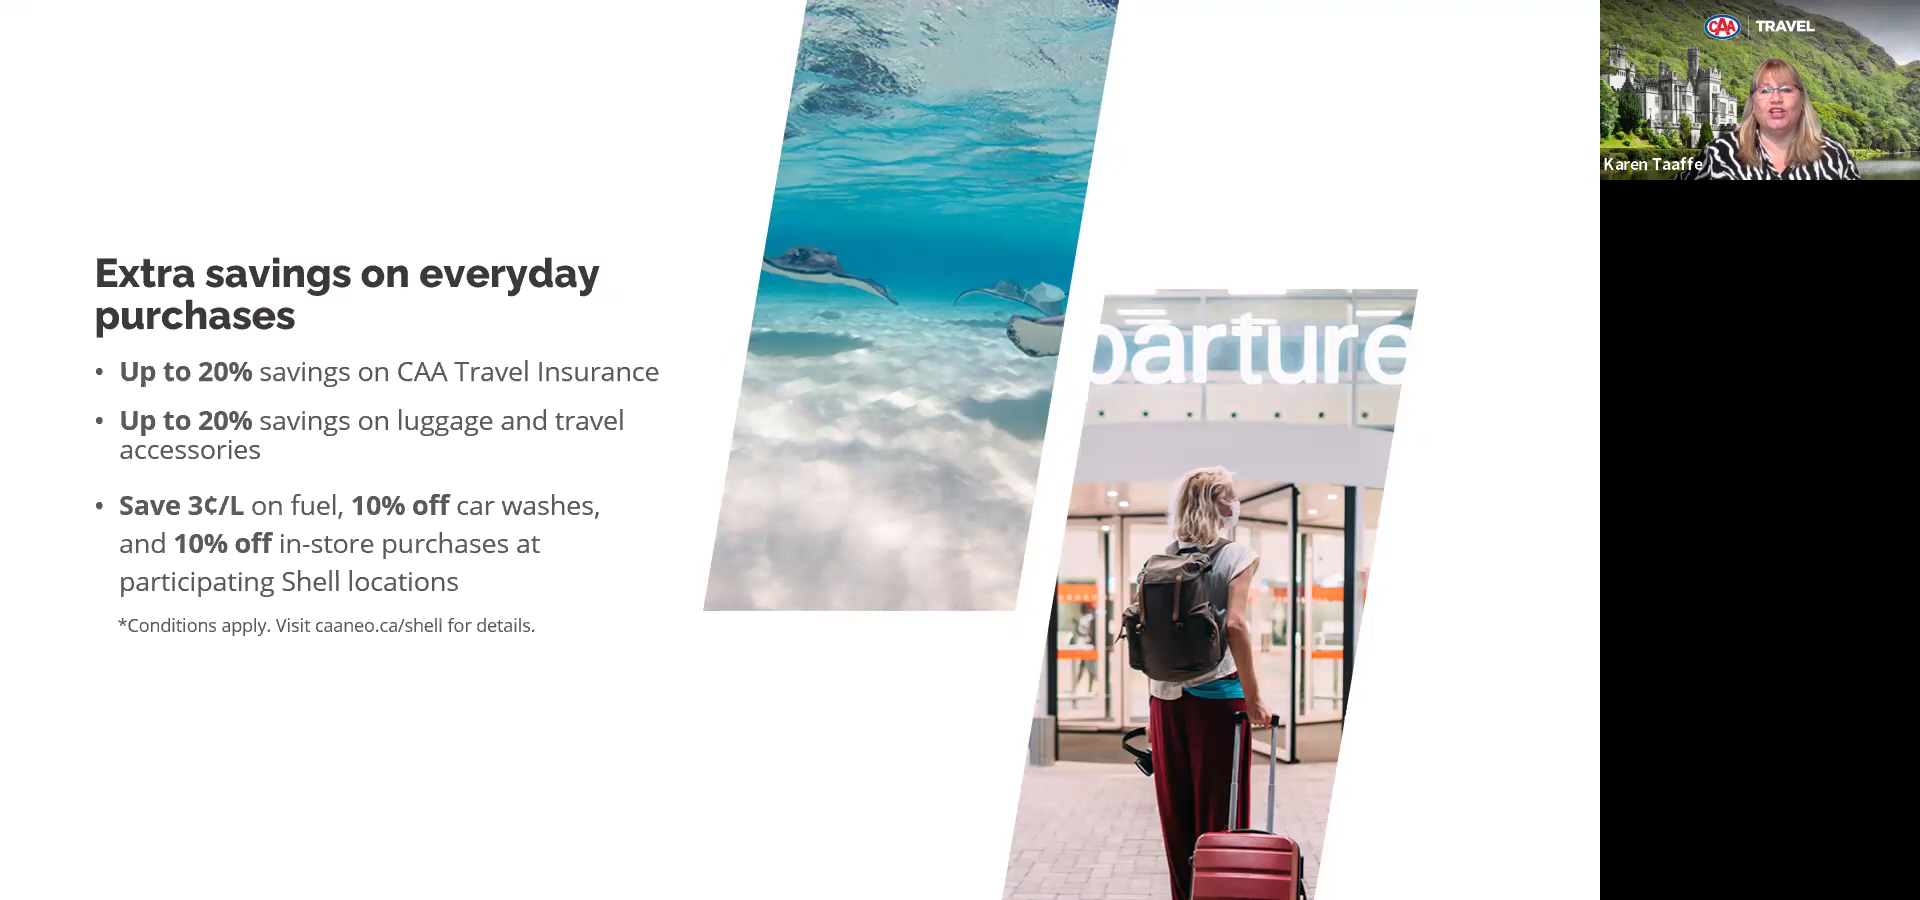 Extra savings on everyday
purchases
• Up to 20% savings on CAA Travel Insurance
• Up to 20% savings on luggage and travel
accessories
• Save 3¢/L on fuel, 10% off car washes,
and 10% off in-store purchases at
participating Shell locations
*Conditions apply. Visit caaneo.ca/shell for details.
parture
CAA TRAVEL
Karen Taaffe